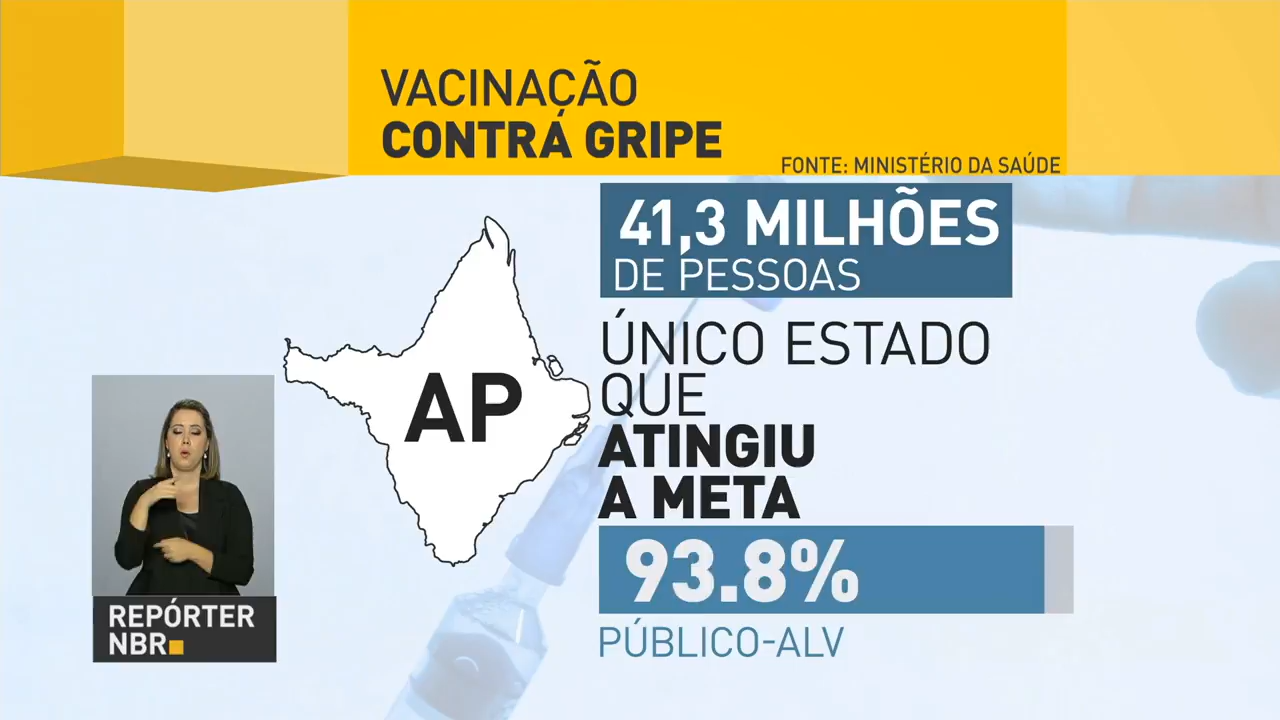 VACINAÇÃO
CONTRA GRIPE
FONTE: MINISTÉRIO DA SAÚDE
41,3 MILHÕES
DE PESSOAS
ÚNICO ESTADO
QUE
ATINGIU
A META
AP
93.8%
PÚBLICO-ALV
REPÓRTER
NBR